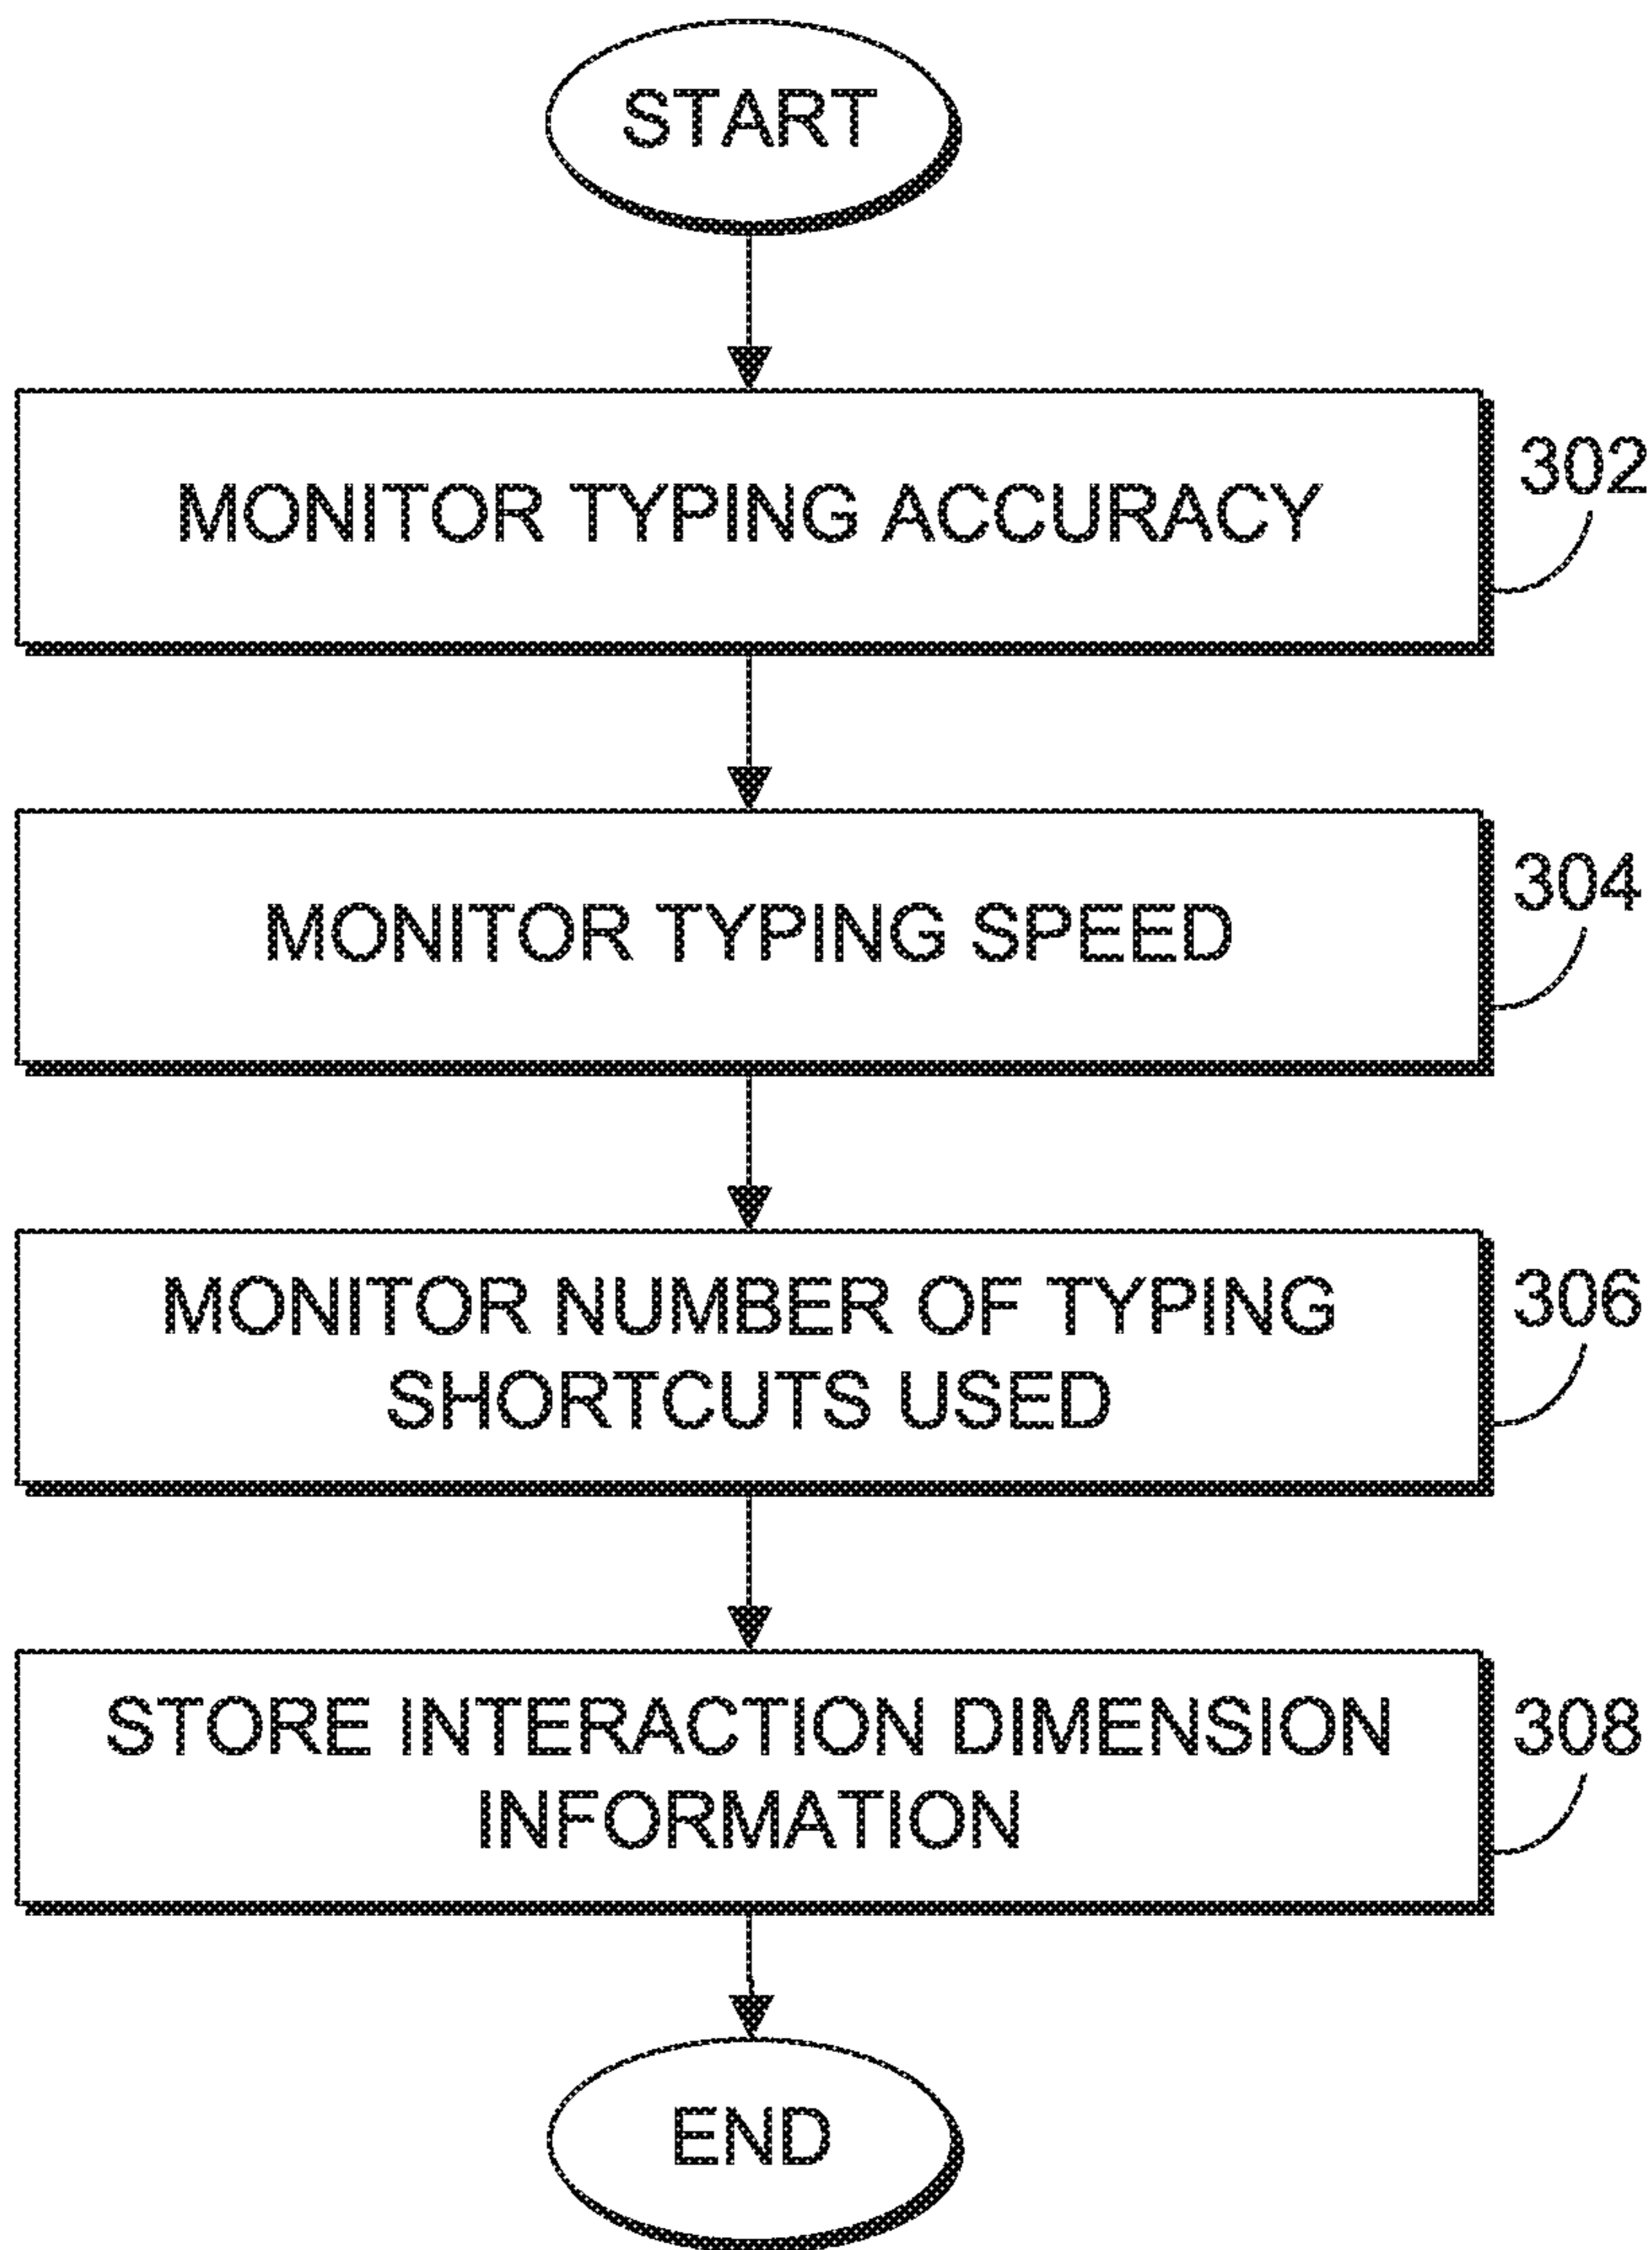 START
MONITOR TYPING ACCURACY
302
MONITOR TYPING SPEED
304
MONITOR NUMBER OF TYPING
SHORTCUTS USED
306
STORE INTERACTION DIMENSION
INFORMATION
308
END